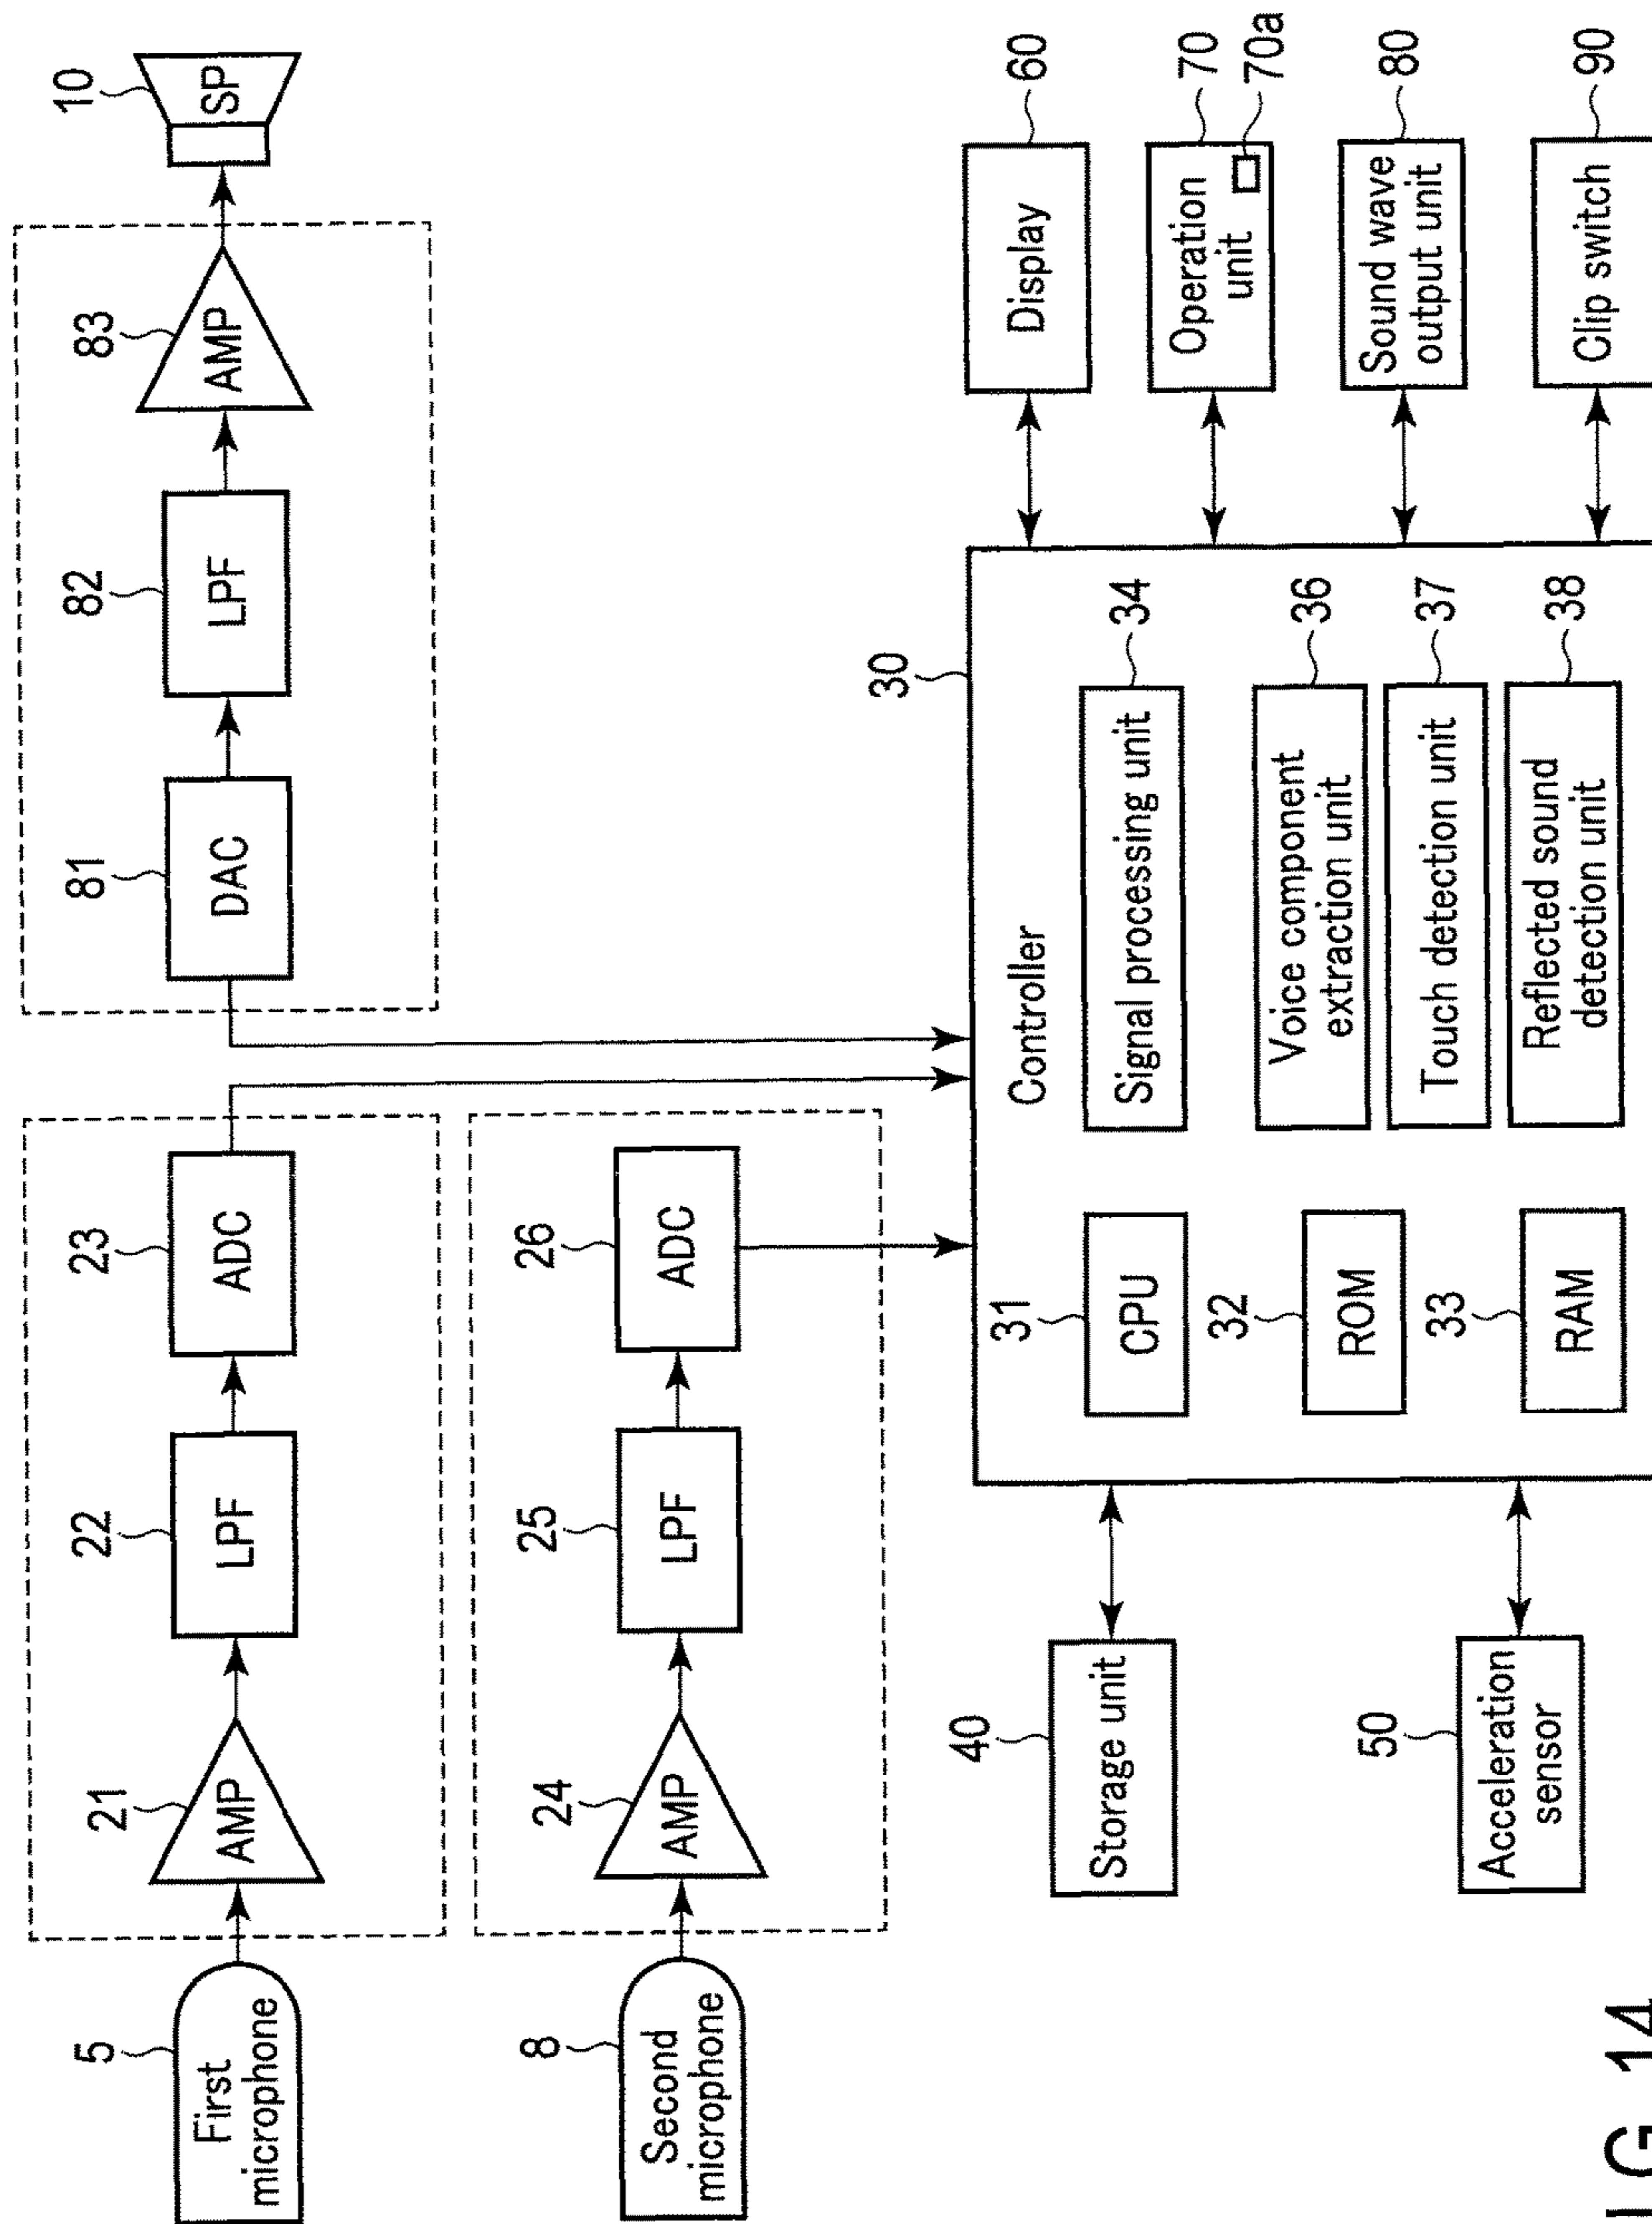 5
First
microphone
21
AMP
22
LPF
23
ADC
81
DAC
82
LPF
83
AMP
10
SP
8
Second
microphone
24
AMP
25
LPF
26
ADC
30
Controller
31
CPU
32
ROM
33
RAM
Signal processing unit
34
Voice component
extraction unit
36
Touch detection unit
37
Reflected sound
detection unit
38
40
Storage unit
50
Acceleration
sensor
Display
60
Operation
unit
70
70a
Sound wave
output unit
80
Clip switch
90
IG. 14